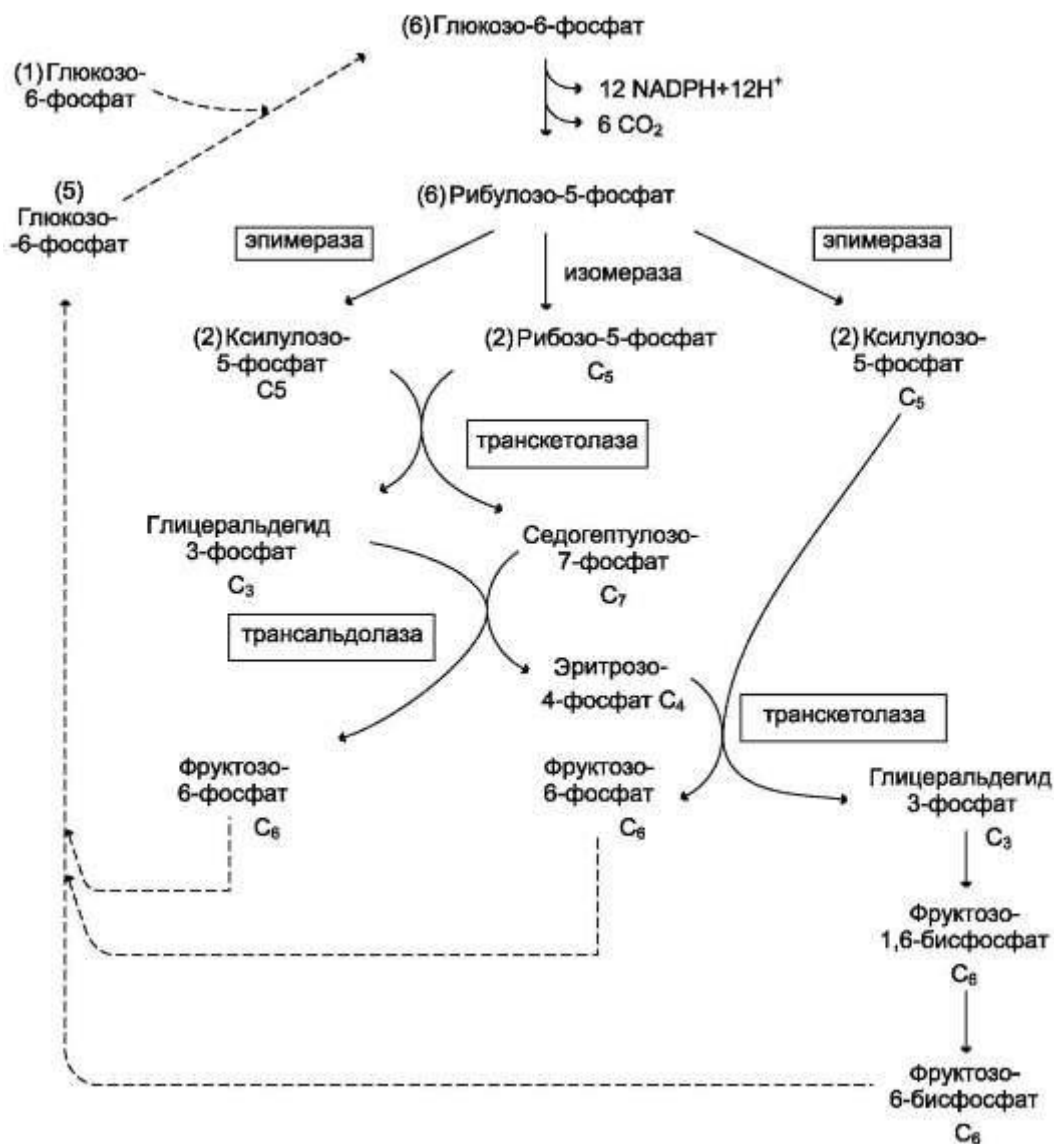 (6)Глюкозо-6-фосфат
(1)Глюкозо-
6-фосфат
12 NADPH+12H⁺
6 CO₂
(5)
Глюкозо-
-6-фосфат
(6)Рибулозо-5-фосфат
эпимераза
изомераза
эпимераза
(2)Ксилулозо-
5-фосфат
C5
(2)Рибозо-5-фосфат
C₅
(2)Ксилулозо-
5-фосфат
C₅
транскетолаза
Глицеральдегид
3-фосфат
C₃
Седогептулозо-
7-фосфат
C₇
трансальдолаза
Эритрозо-
4-фосфат C₄
транскетолаза
Фруктозо-
6-фосфат
C₆
Фруктозо-
6-фосфат
C₆
Глицеральдегид
3-фосфат
C₃
Фруктозо-
1,6-бисфосфат
C₆
Фруктозо-
6-бисфосфат
C₆